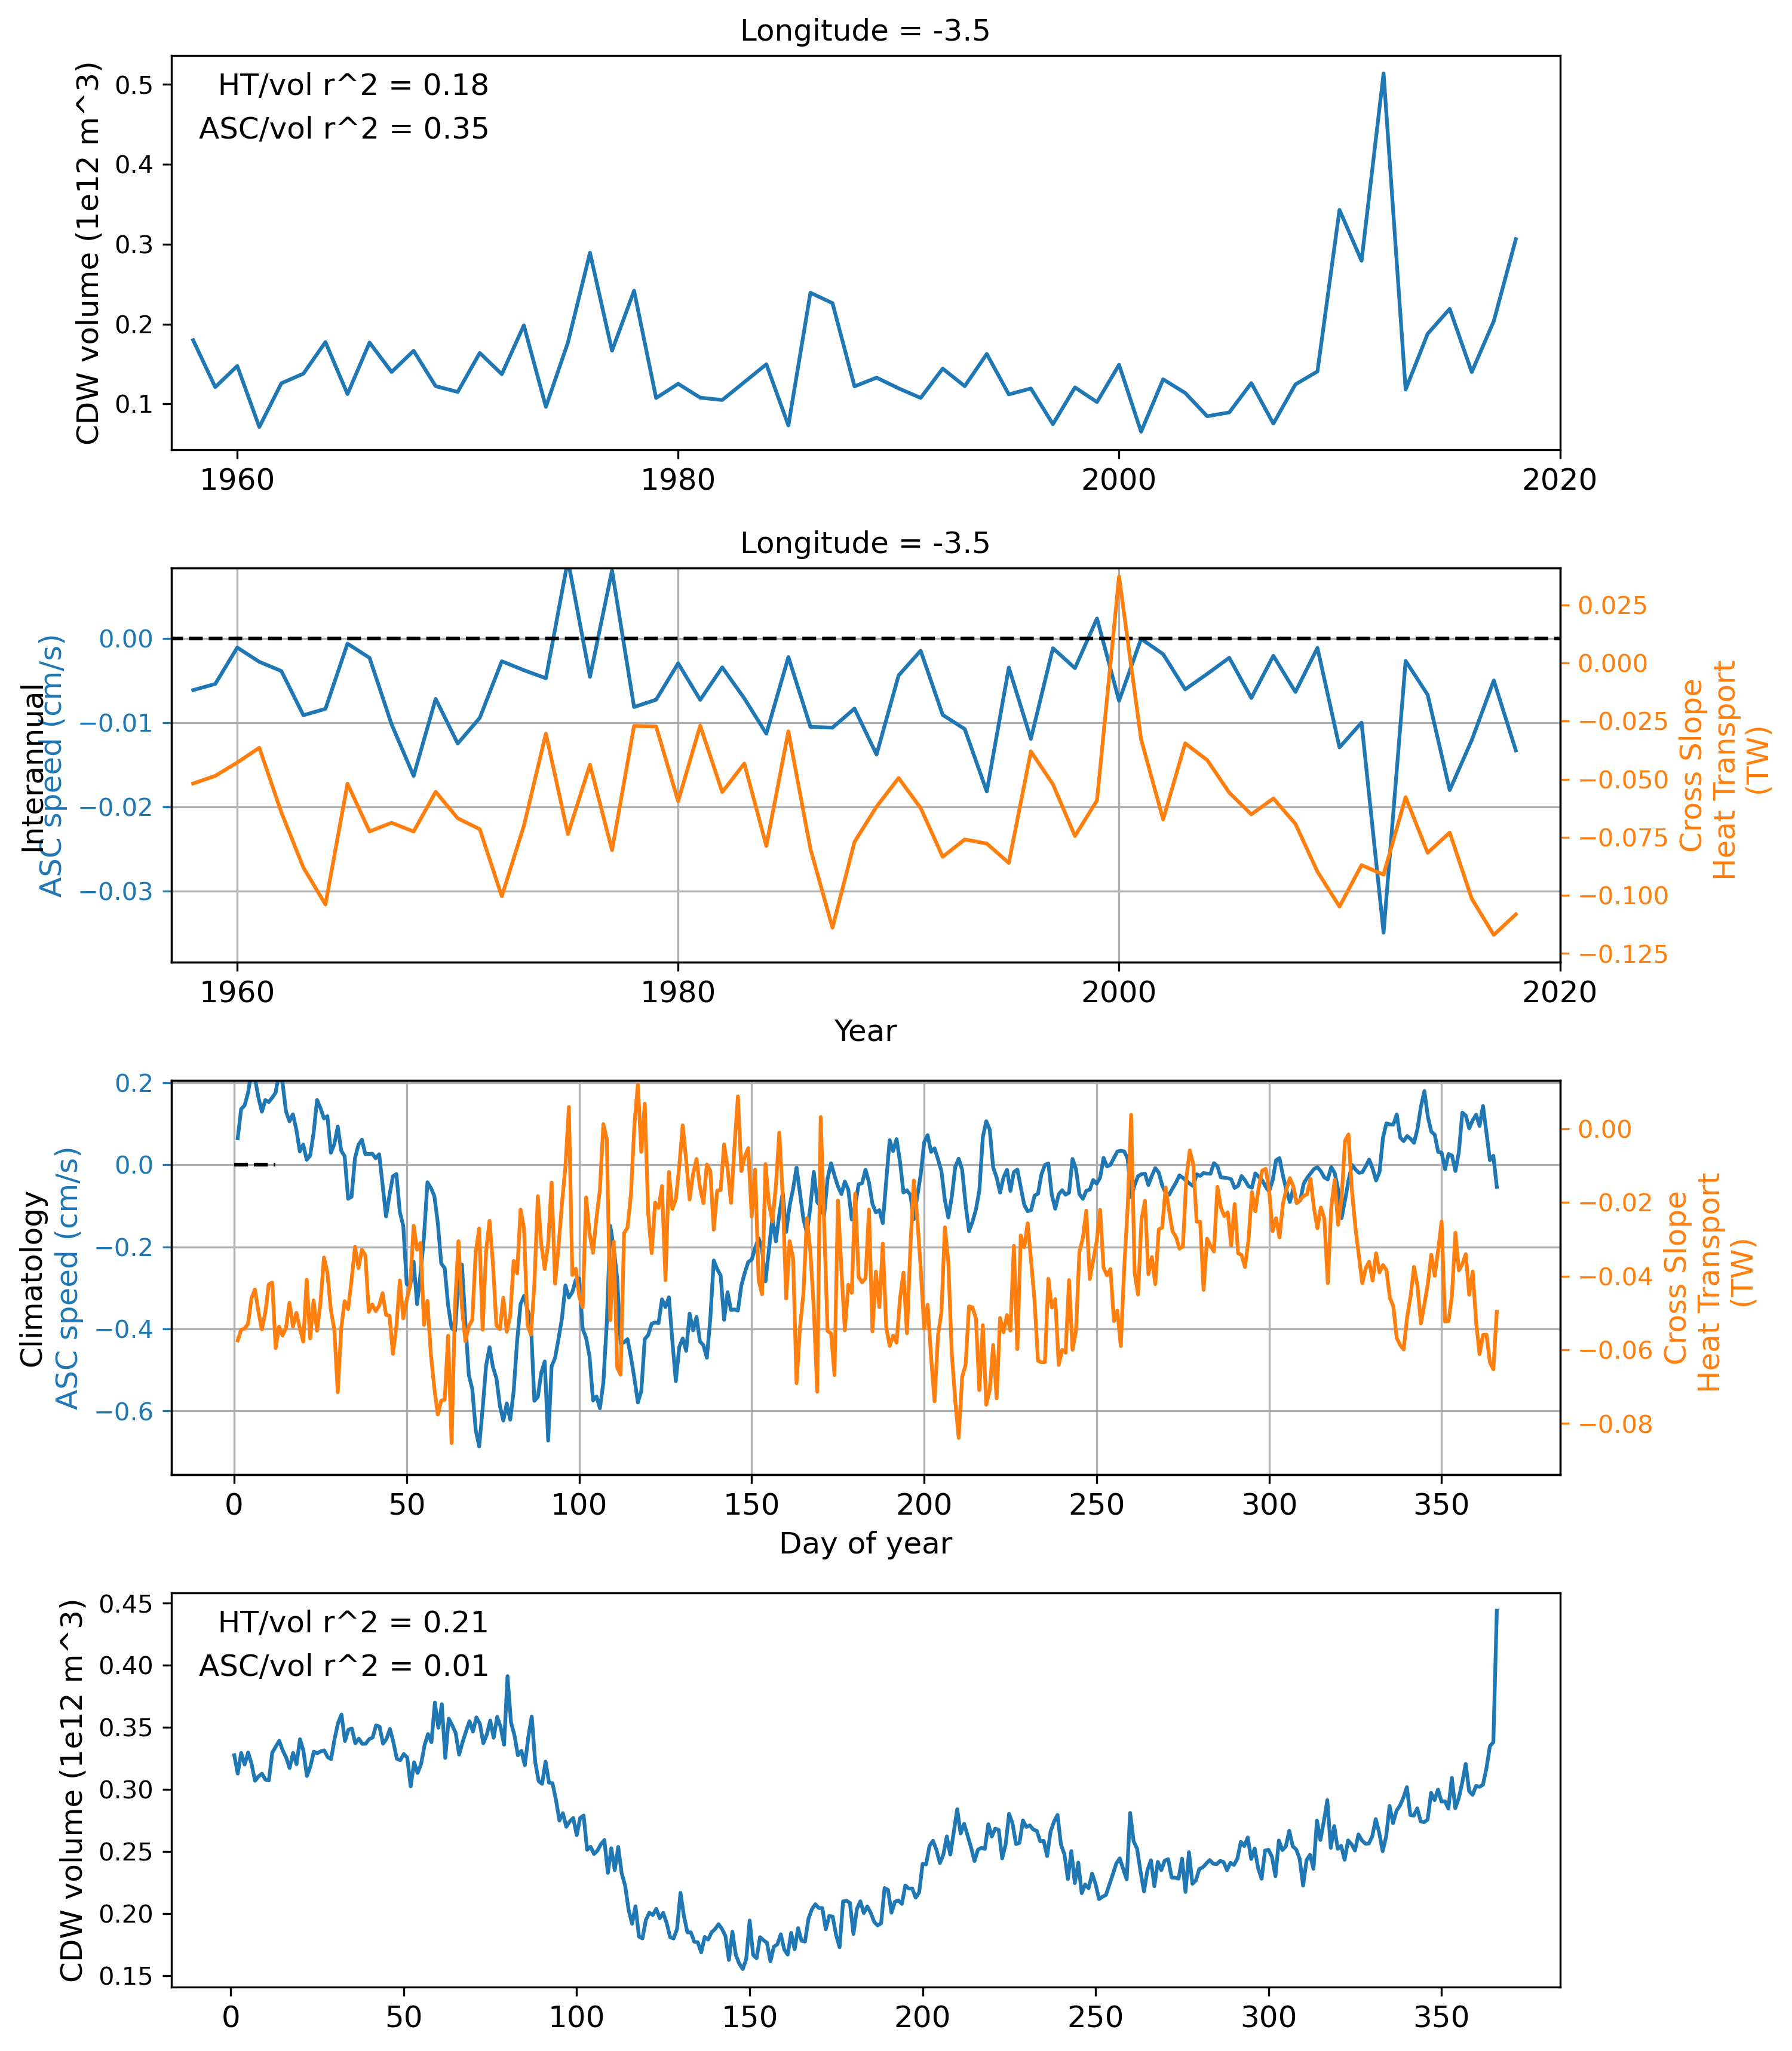 Longitude = -3.5
HT/vol r^2 = 0.18
ASC/vol r^2 = 0.35
CDW volume (1e12 m^3)
0.5
0.4
0.3
0.2
0.1
1960
1980
2000
2020
Longitude = -3.5
Interannual
ASC speed (cm/s)
0.00
−0.01
−0.02
−0.03
0.025
0.000
−0.025
−0.050
−0.075
−0.100
−0.125
Cross Slope
Heat Transport
(TW)
1960
1980
2000
2020
Year
Climatology
ASC speed (cm/s)
0.2
0.0
−0.2
−0.4
−0.6
0.00
−0.02
−0.04
−0.06
−0.08
Cross Slope
Heat Transport
(TW)
0
50
100
150
200
250
300
350
Day of year
HT/vol r^2 = 0.21
ASC/vol r^2 = 0.01
CDW volume (1e12 m^3)
0.45
0.40
0.35
0.30
0.25
0.20
0.15
0
50
100
150
200
250
300
350